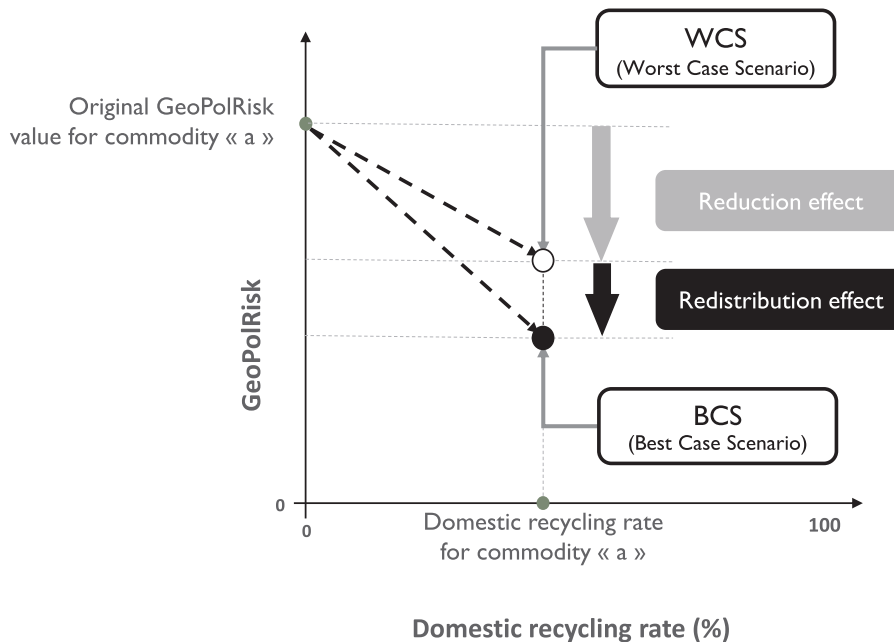 WCS
(Worst Case Scenario)
Original GeoPolRisk
value for commodity « a »
Reduction effect
Redistribution effect
GeoPolRisk
BCS
(Best Case Scenario)
0
0
Domestic recycling rate
for commodity « a »
100
Domestic recycling rate (%)